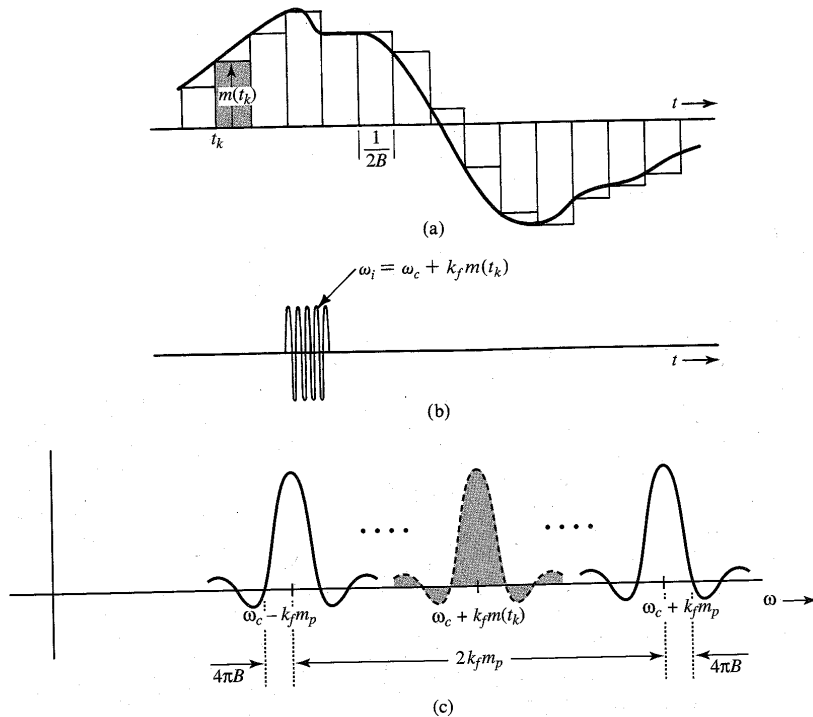 t →
m(t_k)
t_k
1/2B
(a)
ω_i = ω_c + k_f m(t_k)
t →
(b)
. . . .
. . . .
ω_c − k_f m_p
ω_c + k_f m(t_k)
ω_c + k_f m_p
ω →
4πB
2k_f m_p
4πB
(c)